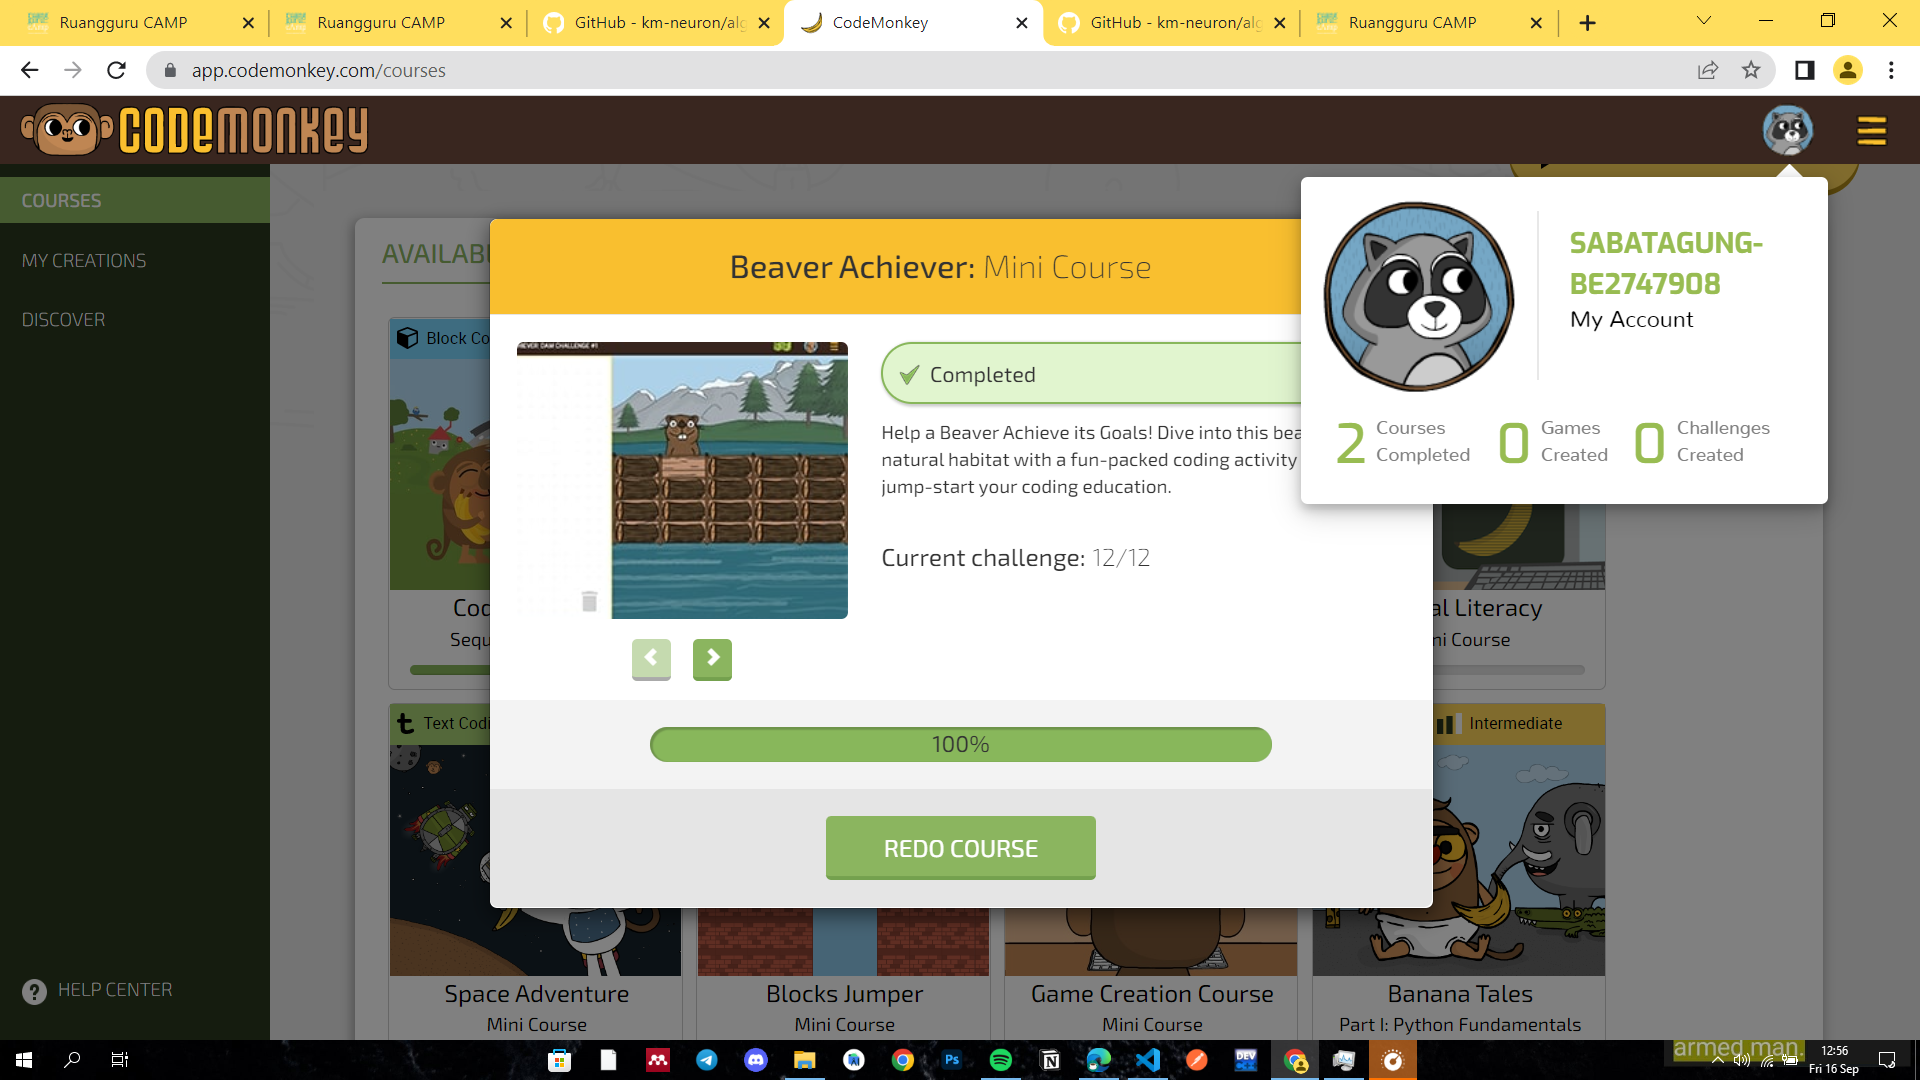 Ruangguru CAMP
Ruangguru CAMP
GitHub - km-neuron/alg
CodeMonkey
GitHub - km-neuron/alg
Ruangguru CAMP
app.codemonkey.com/courses
CODEMONKEY
COURSES
MY CREATIONS
DISCOVER
HELP CENTER
AVAILAB
Block Co
Beaver Achiever: Mini Course
Completed
Help a Beaver Achieve its Goals! Dive into this bea
natural habitat with a fun-packed coding activity
jump-start your coding education.
Current challenge: 12/12
100%
REDO COURSE
SABATAGUNG-
BE2747908
My Account
2 Courses Completed
0 Games Created
0 Challenges Created
Cod
Sequ
al Literacy
ni Course
Text Codi
Intermediate
Space Adventure
Mini Course
Blocks Jumper
Mini Course
Game Creation Course
Mini Course
Banana Tales
Part I: Python Fundamentals
armed man.
Ps
DEV
12:56
Fri 16 Sep